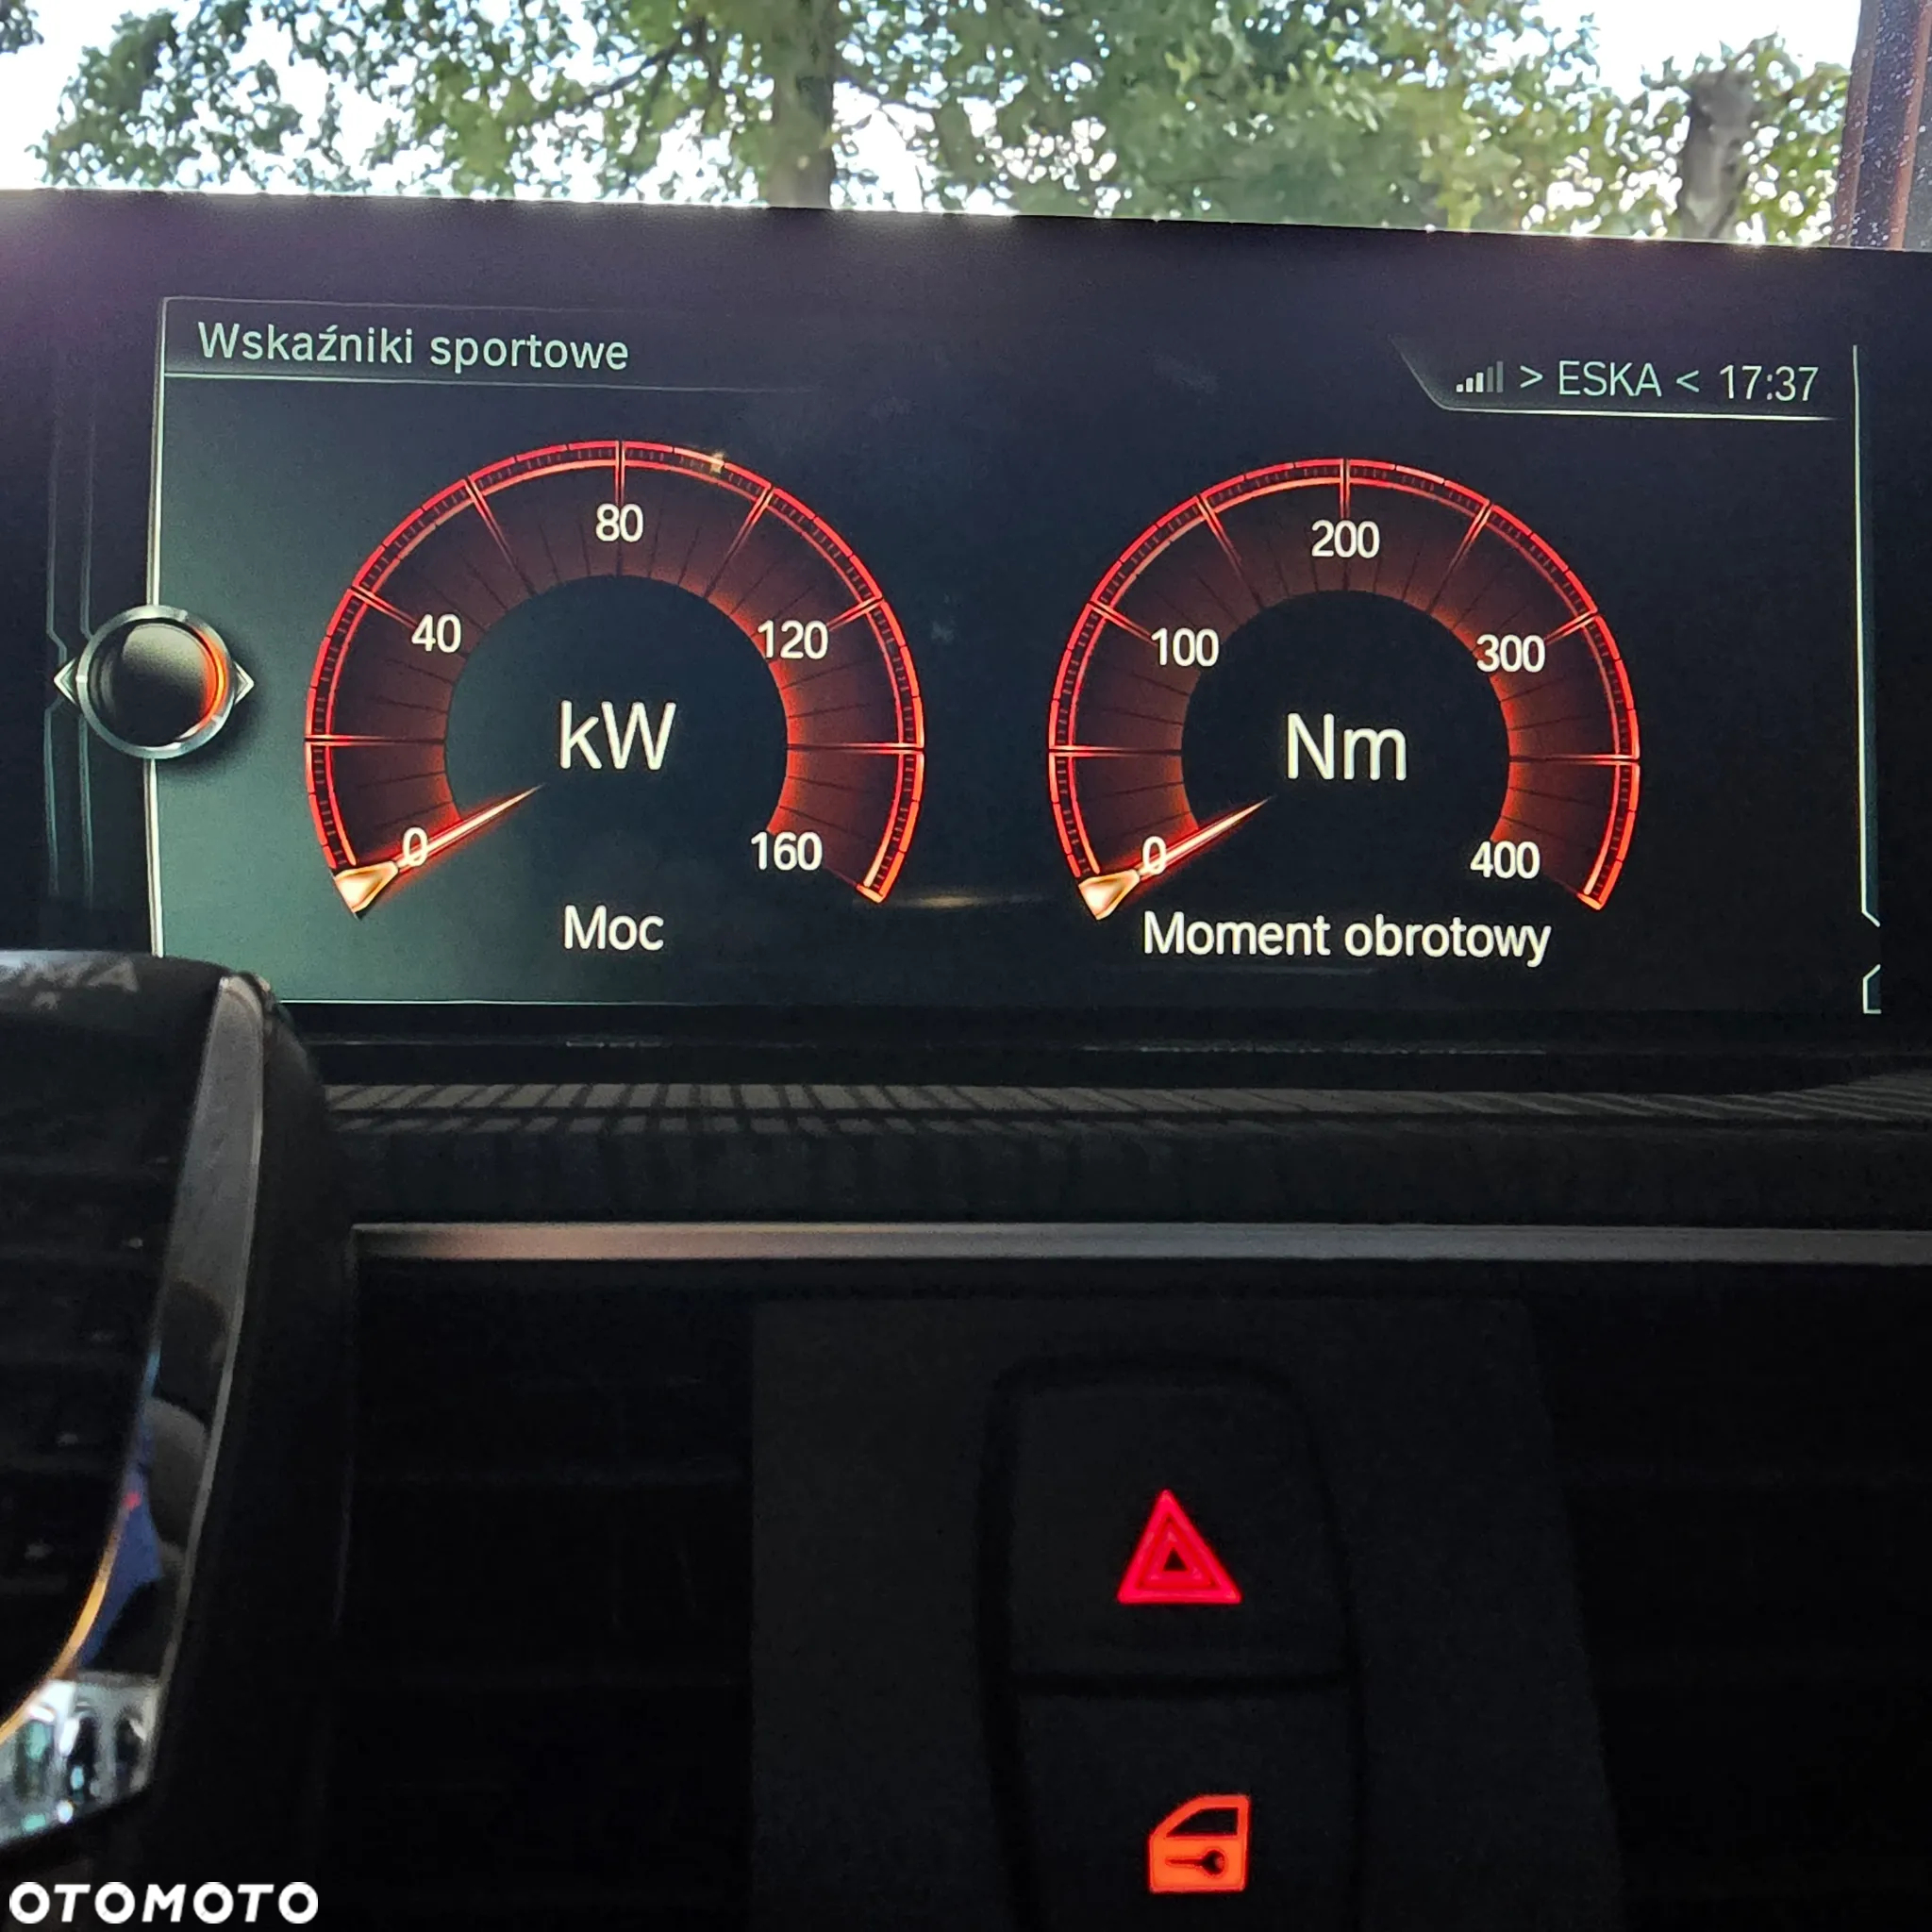 Wskaźniki sportowe
> ESKA < 17:37
80
40
120
kW
0
160
Moc
200
100
300
Nm
0
400
Moment obrotowy
OTOMOTO